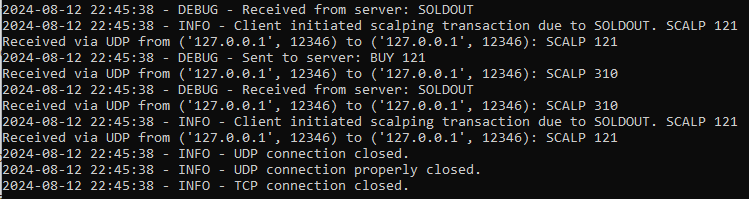 2024-08-12 22:45:38 - DEBUG - Received from server: SOLDOUT
2024-08-12 22:45:38 - INFO - Client initiated scalping transaction due to SOLDOUT. SCALP 121
Received via UDP from ('127.0.0.1', 12346) to ('127.0.0.1', 12346): SCALP 121
2024-08-12 22:45:38 - DEBUG - Sent to server: BUY 121
Received via UDP from ('127.0.0.1', 12346) to ('127.0.0.1', 12346): SCALP 310
2024-08-12 22:45:38 - DEBUG - Received from server: SOLDOUT
Received via UDP from ('127.0.0.1', 12346) to ('127.0.0.1', 12346): SCALP 310
2024-08-12 22:45:38 - INFO - Client initiated scalping transaction due to SOLDOUT. SCALP 121
Received via UDP from ('127.0.0.1', 12346) to ('127.0.0.1', 12346): SCALP 121
2024-08-12 22:45:38 - INFO - UDP connection closed.
2024-08-12 22:45:38 - INFO - UDP connection properly closed.
2024-08-12 22:45:38 - INFO - TCP connection closed.